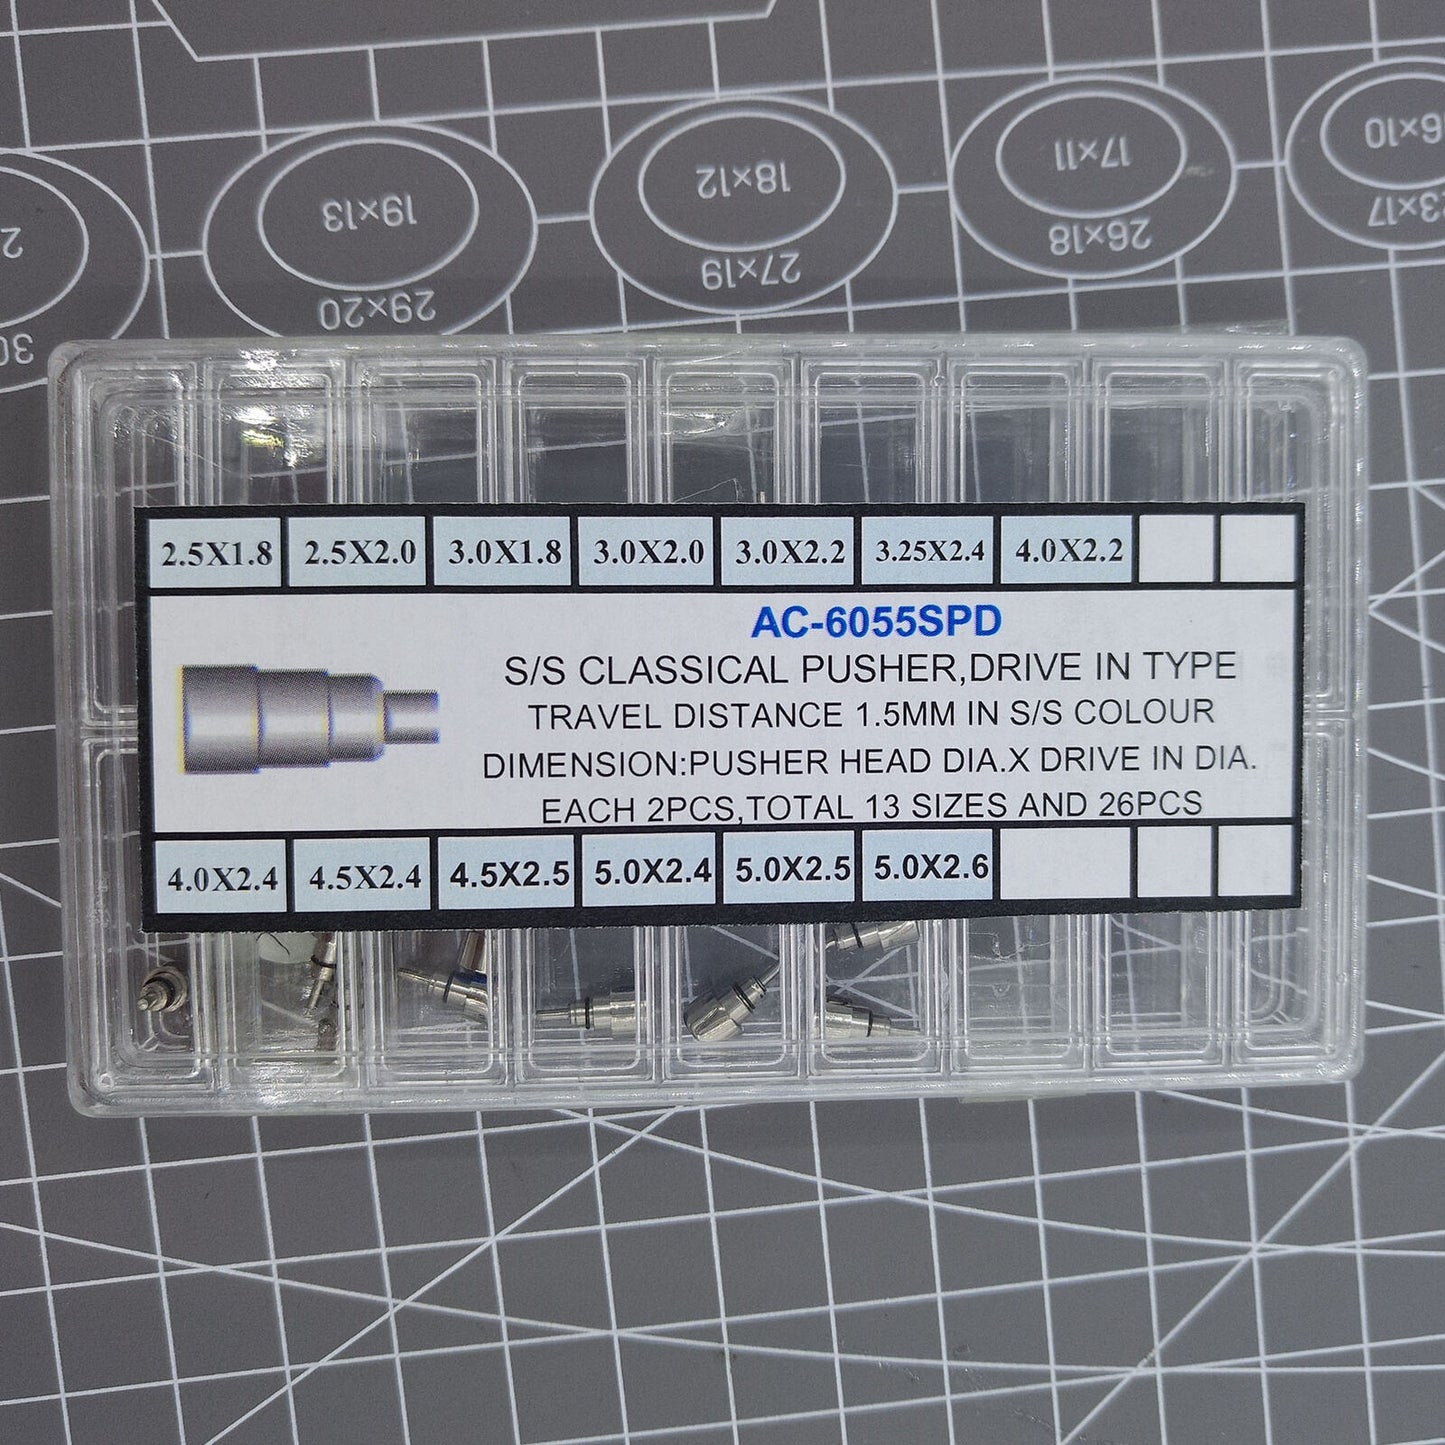 19×13
29×20
18×12
27×19
17×11
26×18
30
2.5X1.8 2.5X2.0 3.0X1.8 3.0X2.0 3.0X2.2 3.25X2.4 4.0X2.2
AC-6055SPD
S/S CLASSICAL PUSHER,DRIVE IN TYPE
TRAVEL DISTANCE 1.5MM IN S/S COLOUR
DIMENSION:PUSHER HEAD DIA.X DRIVE IN DIA.
EACH 2PCS,TOTAL 13 SIZES AND 26PCS
4.0X2.4 4.5X2.4 4.5X2.5 5.0X2.4 5.0X2.5 5.0X2.6